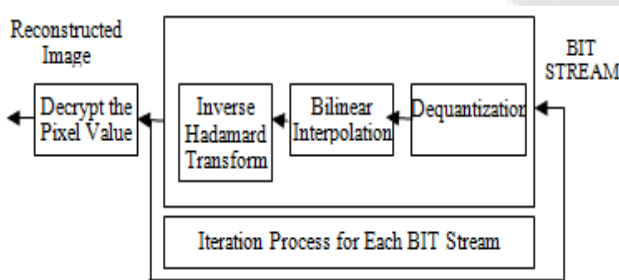 Reconstructed
Image
BIT
STREAM
Decrypt the
Pixel Value
Inverse
Hadamard
Transform
Bilinear
Interpolation
Dequantization
Iteration Process for Each BIT Stream